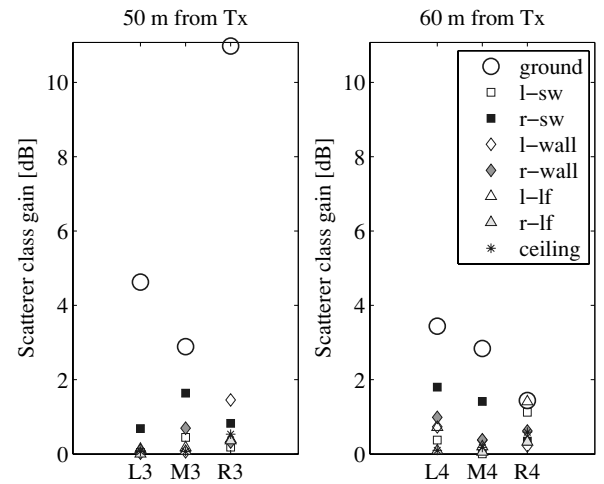 50 m from Tx
60 m from Tx
Scatterer class gain [dB]
10
8
6
4
2
0
L3 M3 R3
Scatterer class gain [dB]
10
8
6
4
2
0
L4 M4 R4
ground
l-sw
r-sw
l-wall
r-wall
l-lf
r-lf
ceiling